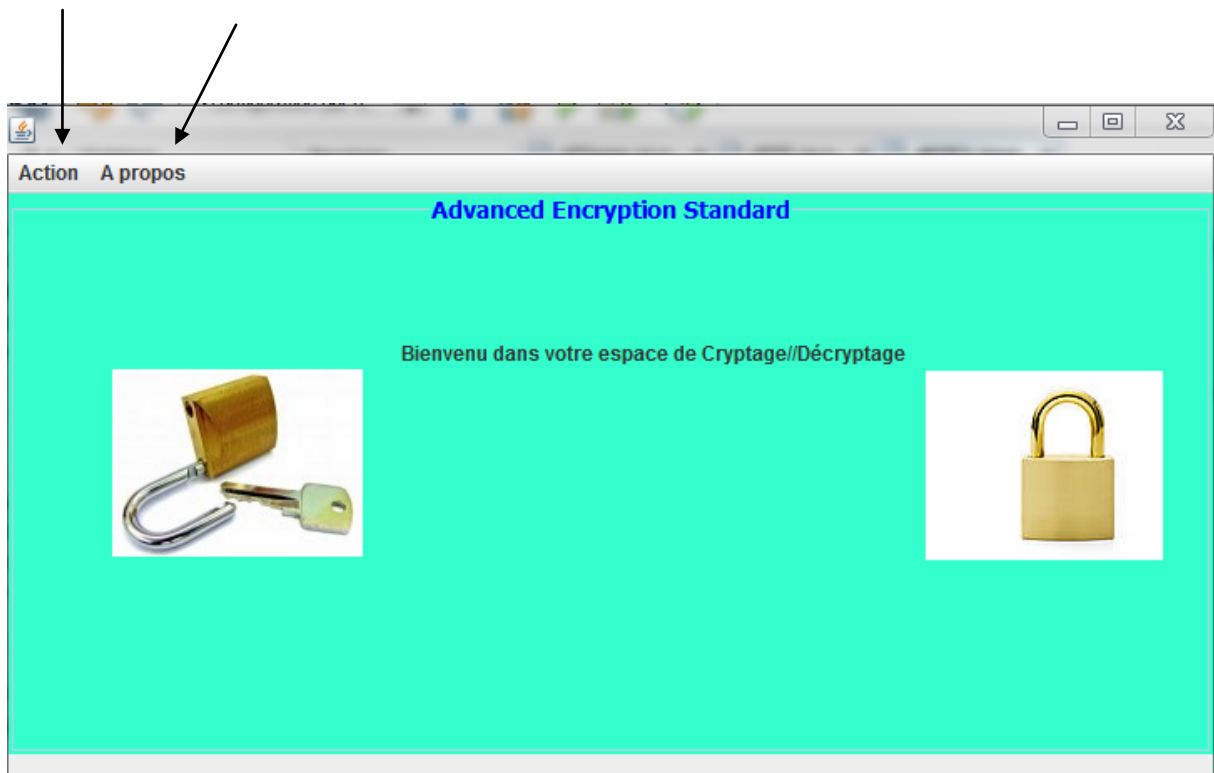 Action A propos
Advanced Encryption Standard
Bienvenu dans votre espace de Cryptage//Décryptage